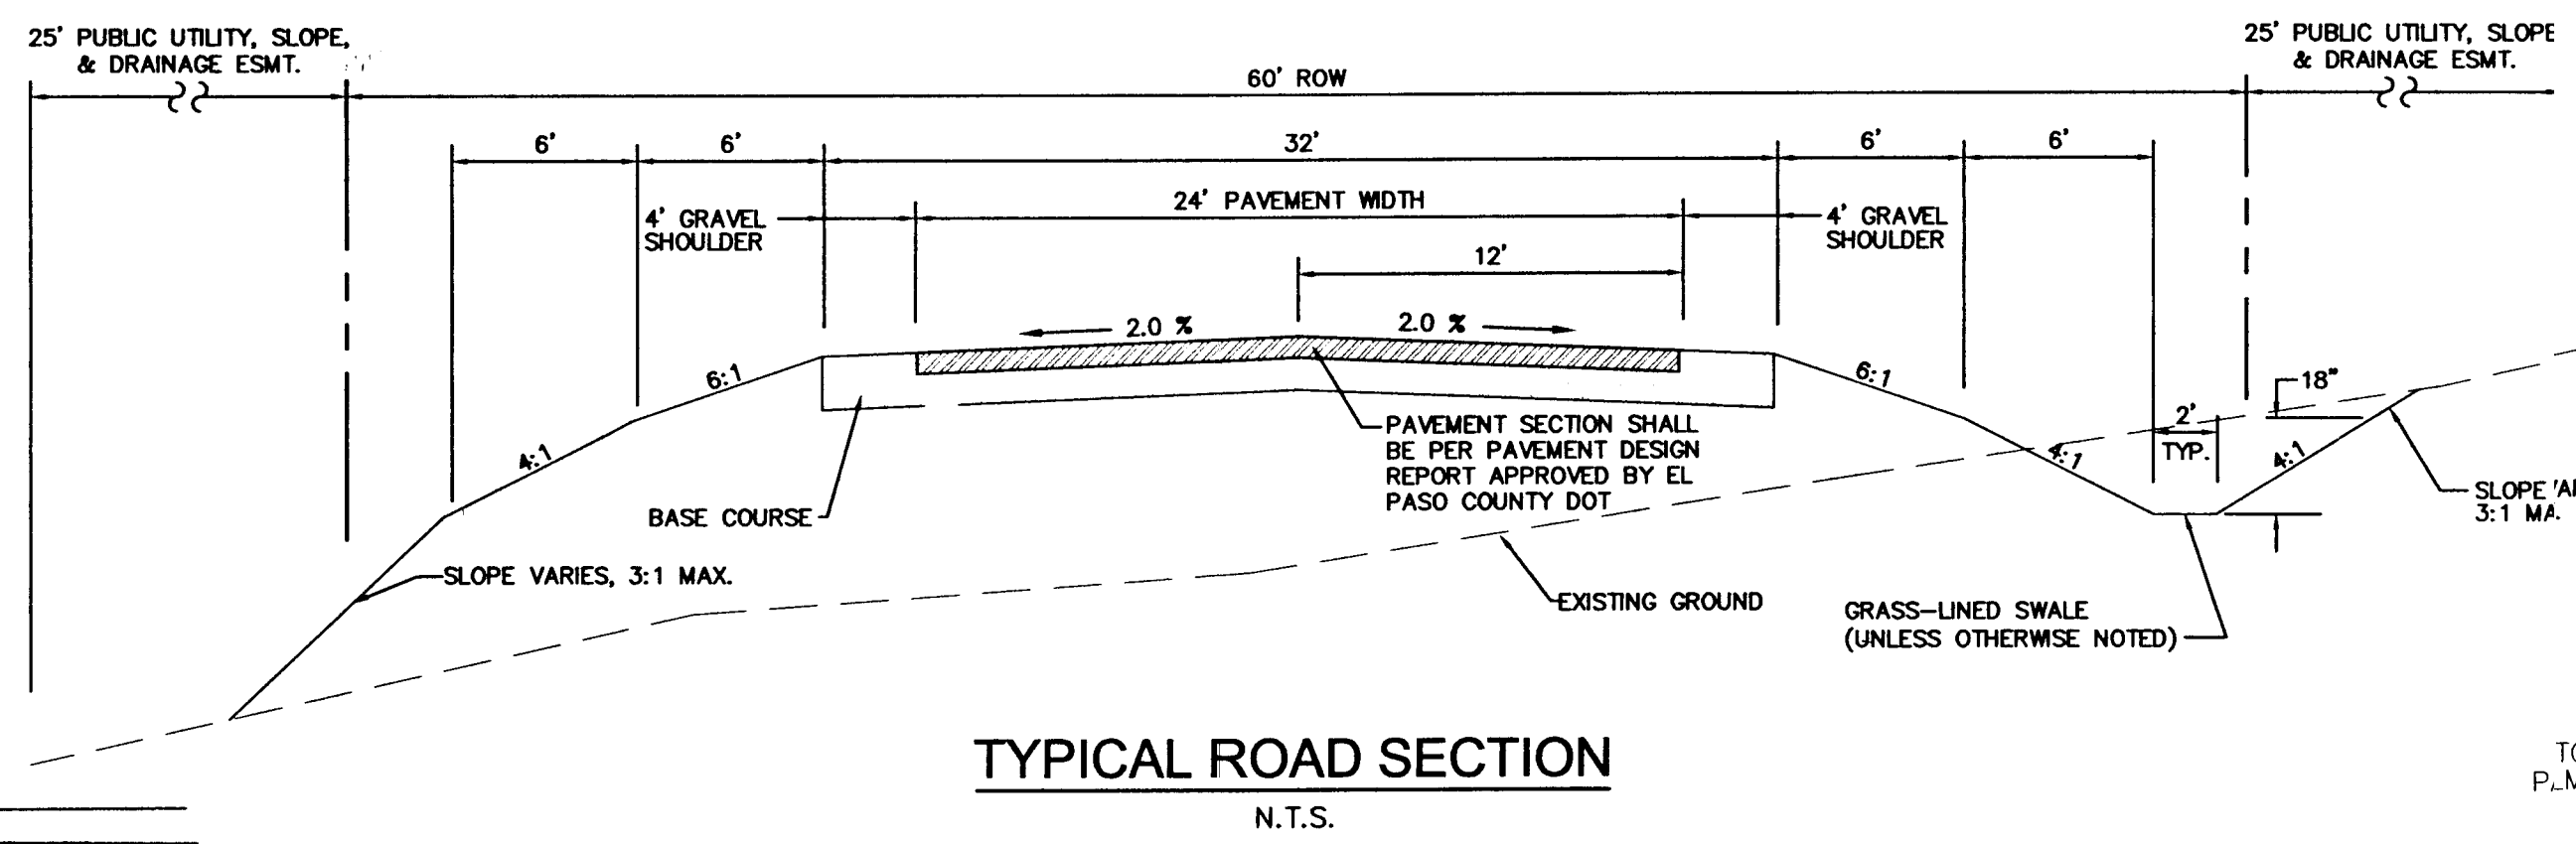 25' PUBLIC UTILITY, SLOPE,
& DRAINAGE ESMT.
25' PUBLIC UTILITY, SLOPE
& DRAINAGE ESMT.
60' ROW
6'
6'
32'
6'
6'
24' PAVEMENT WIDTH
4' GRAVEL
SHOULDER
4' GRAVEL
SHOULDER
12'
2.0 %
2.0 %
6:1
6:1
18"
4:1
4:1
2'
TYP.
4:1
PAVEMENT SECTION SHALL
BE PER PAVEMENT DESIGN
REPORT APPROVED BY EL
PASO COUNTY DOT
BASE COURSE
SLOPE
3:1
SLOPE VARIES, 3:1 MAX.
EXISTING GROUND
GRASS-LINED SWALE
(UNLESS OTHERWISE NOTED)
TYPICAL ROAD SECTION
N.T.S.